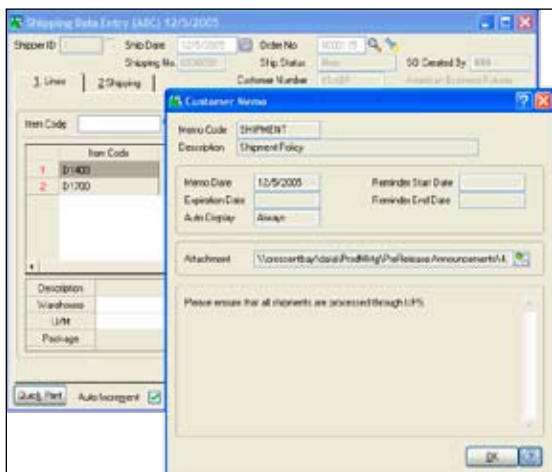 Shipping Data Entry (ABC) 12/5/2005
Shipper ID
Ship Date 12/5/2005
Order No.
Shipping No.
Ship Status
SO Created By
1. Lines
2. Shipping
Customer Number
Item Code
Item Code
1 D1400
2 D1700
Description
Warehouse
U/M
Package
Quick Print
Auto Increment
Customer Memo
Memo Code SHIPMENT
Description Shipment Policy
Memo Date 12/5/2005
Reminder Start Date
Expiration Date
Reminder End Date
Auto Display Always
Attachment
Please ensure that all shipments are processed through UPS.
OK